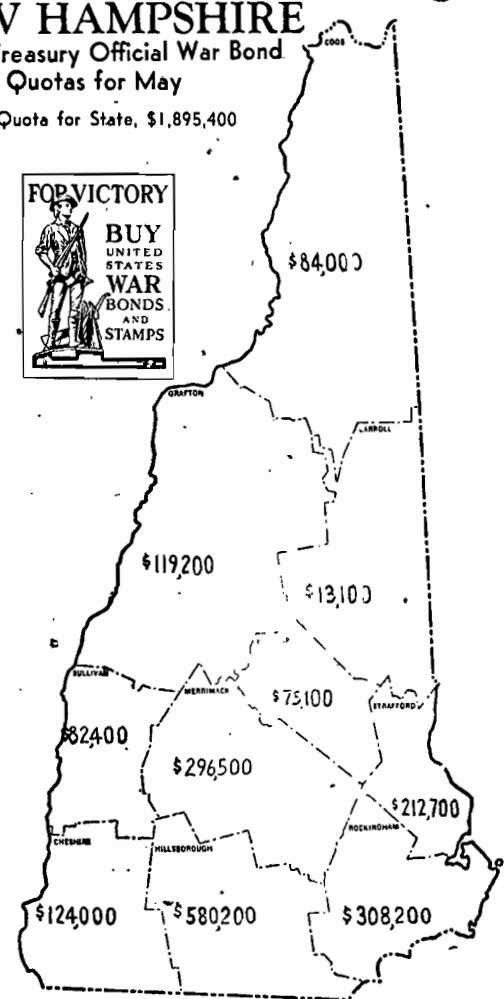 W HAMPSHIRE
Treasury Official War Bond
Quotas for May
Quota for State, $1,895,400
COOS
FOR VICTORY
BUY
UNITED
STATES
WAR
BONDS
AND
STAMPS
$84,000
GRAFTON
CARROLL
$119,200
$13,100
SULLIVAN
MERRIMACK
$75,100
STRAFFORD
$82,400
$296,500
$212,700
ROCKINGHAM
CHESHIRE
HILLSBOROUGH
$124,000
$580,200
$308,200